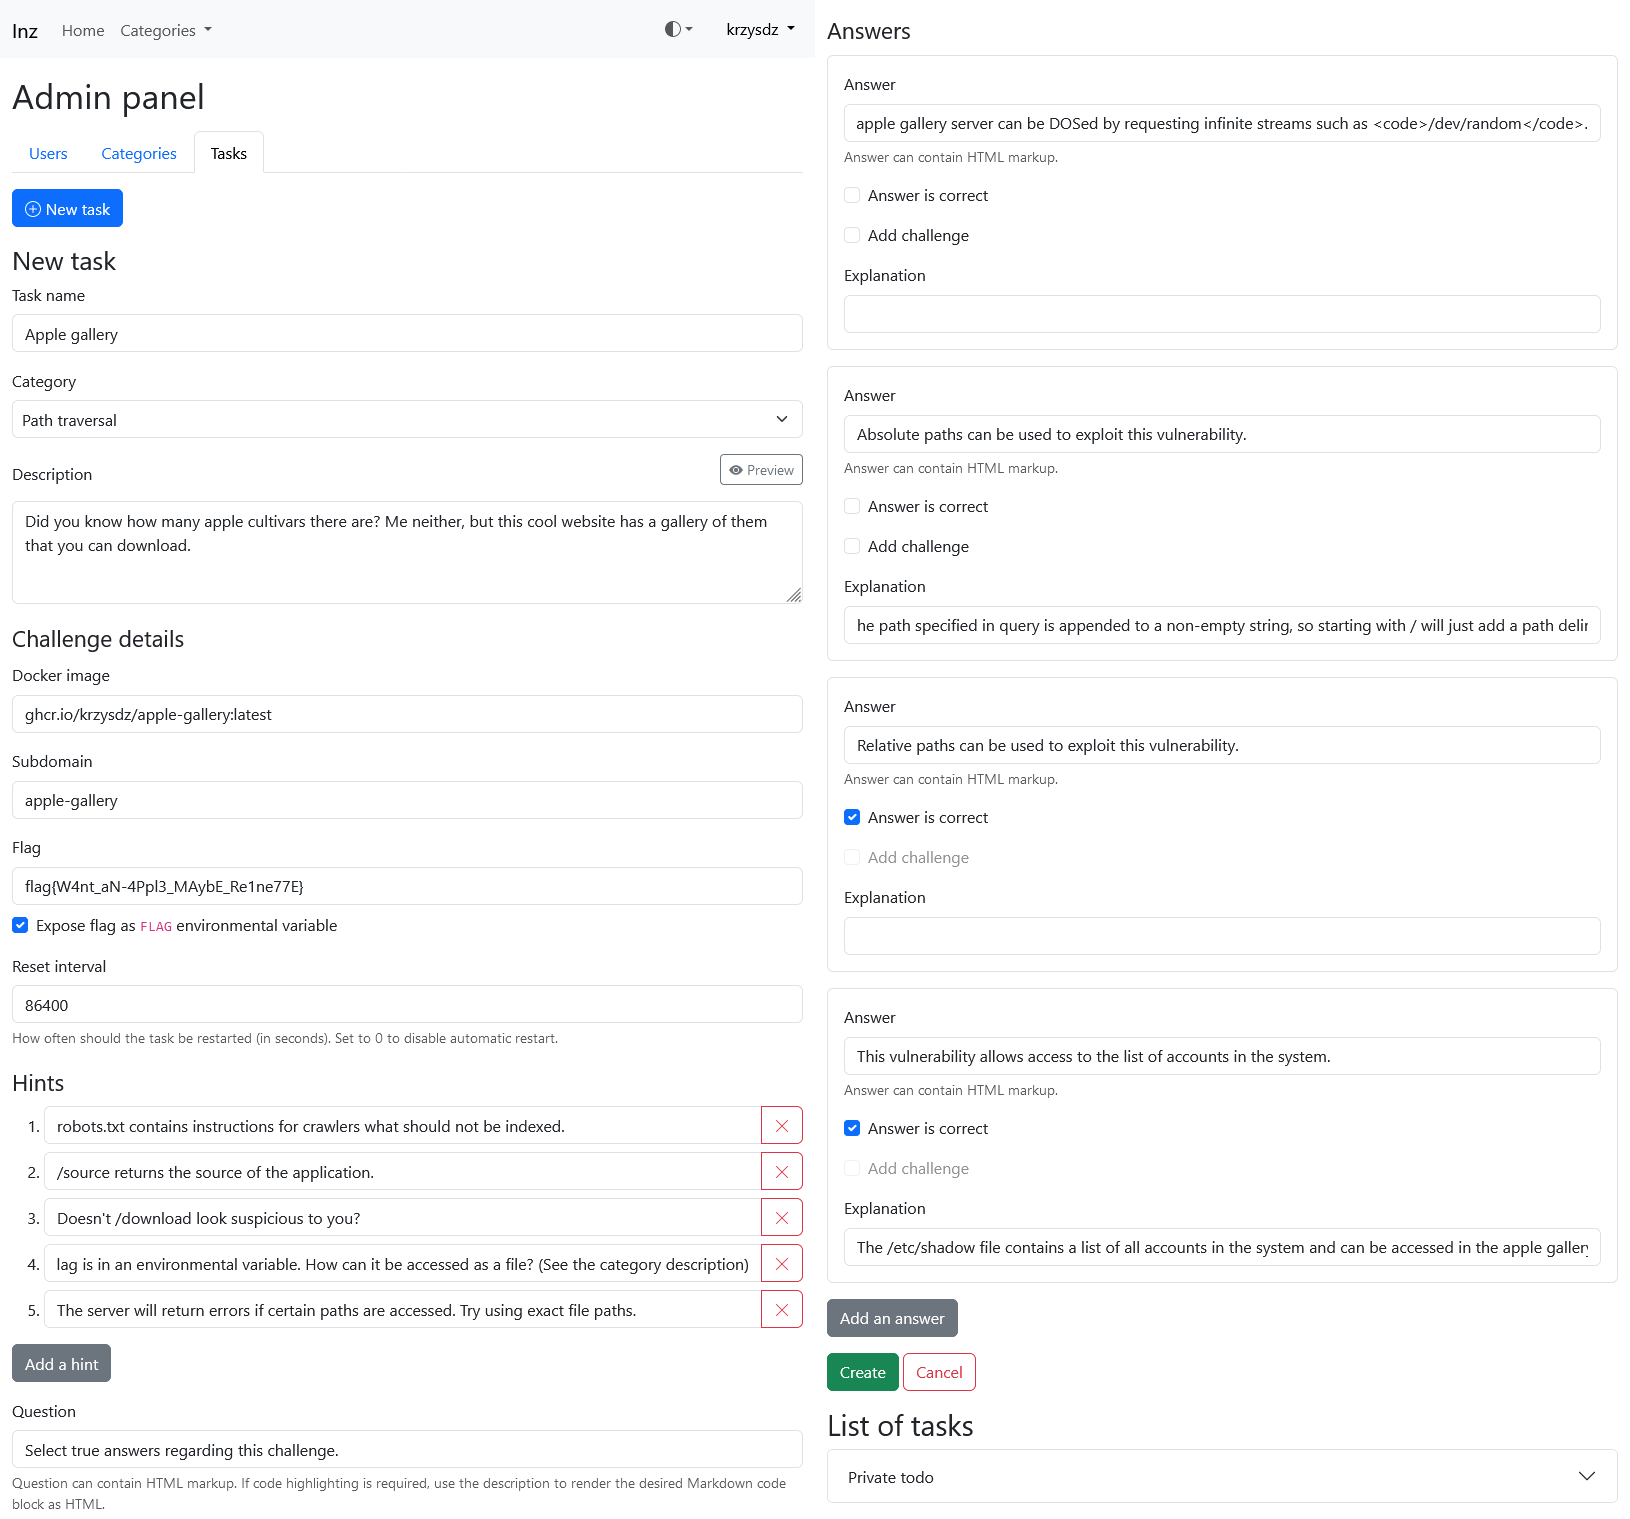 Inz Home Categories krzysdz
Admin panel
Users Categories Tasks
New task
New task
Task name
Apple gallery
Category
Path traversal
Description Preview
Did you know how many apple cultivars there are? Me neither, but this cool website has a gallery of them
that you can download.
Challenge details
Docker image
ghcr.io/krzysdz/apple-gallery:latest
Subdomain
apple-gallery
Flag
flag{W4nt_aN-4Ppl3_MAybE_Re1ne77E}
Expose flag as FLAG environmental variable
Reset interval
86400
How often should the task be restarted (in seconds). Set to 0 to disable automatic restart.
Hints
1. robots.txt contains instructions for crawlers what should not be indexed.
2. /source returns the source of the application.
3. Doesn't /download look suspicious to you?
4. lag is in an environmental variable. How can it be accessed as a file? (See the category description)
5. The server will return errors if certain paths are accessed. Try using exact file paths.
Add a hint
Question
Select true answers regarding this challenge.
Question can contain HTML markup. If code highlighting is required, use the description to render the desired Markdown code
block as HTML.
Answers
Answer
apple gallery server can be DOSed by requesting infinite streams such as <code>/dev/random</code>.
Answer can contain HTML markup.
Answer is correct
Add challenge
Explanation
Answer
Absolute paths can be used to exploit this vulnerability.
Answer can contain HTML markup.
Answer is correct
Add challenge
Explanation
he path specified in query is appended to a non-empty string, so starting with / will just add a path delir
Answer
Relative paths can be used to exploit this vulnerability.
Answer can contain HTML markup.
Answer is correct
Add challenge
Explanation
Answer
This vulnerability allows access to the list of accounts in the system.
Answer can contain HTML markup.
Answer is correct
Add challenge
Explanation
The /etc/shadow file contains a list of all accounts in the system and can be accessed in the apple gallery
Add an answer
Create Cancel
List of tasks
Private todo